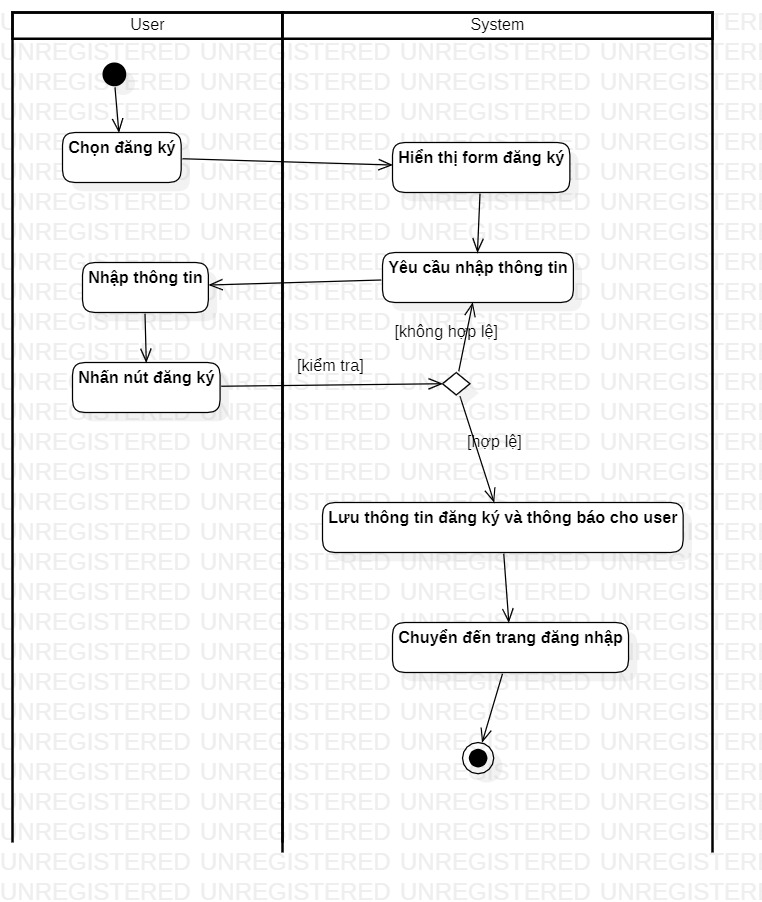 User
System
Chọn đăng ký
Hiển thị form đăng ký
Yêu cầu nhập thông tin
Nhập thông tin
[không hợp lệ]
Nhấn nút đăng ký
[kiểm tra]
[hợp lệ]
Lưu thông tin đăng ký và thông báo cho user
Chuyển đến trang đăng nhập
UNREGISTERED